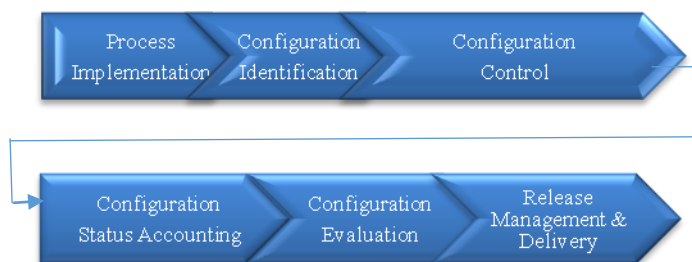 Process
Implementation
Configuration
Identification
Configuration
Control
Configuration
Status Accounting
Configuration
Evaluation
Release
Management &
Delivery